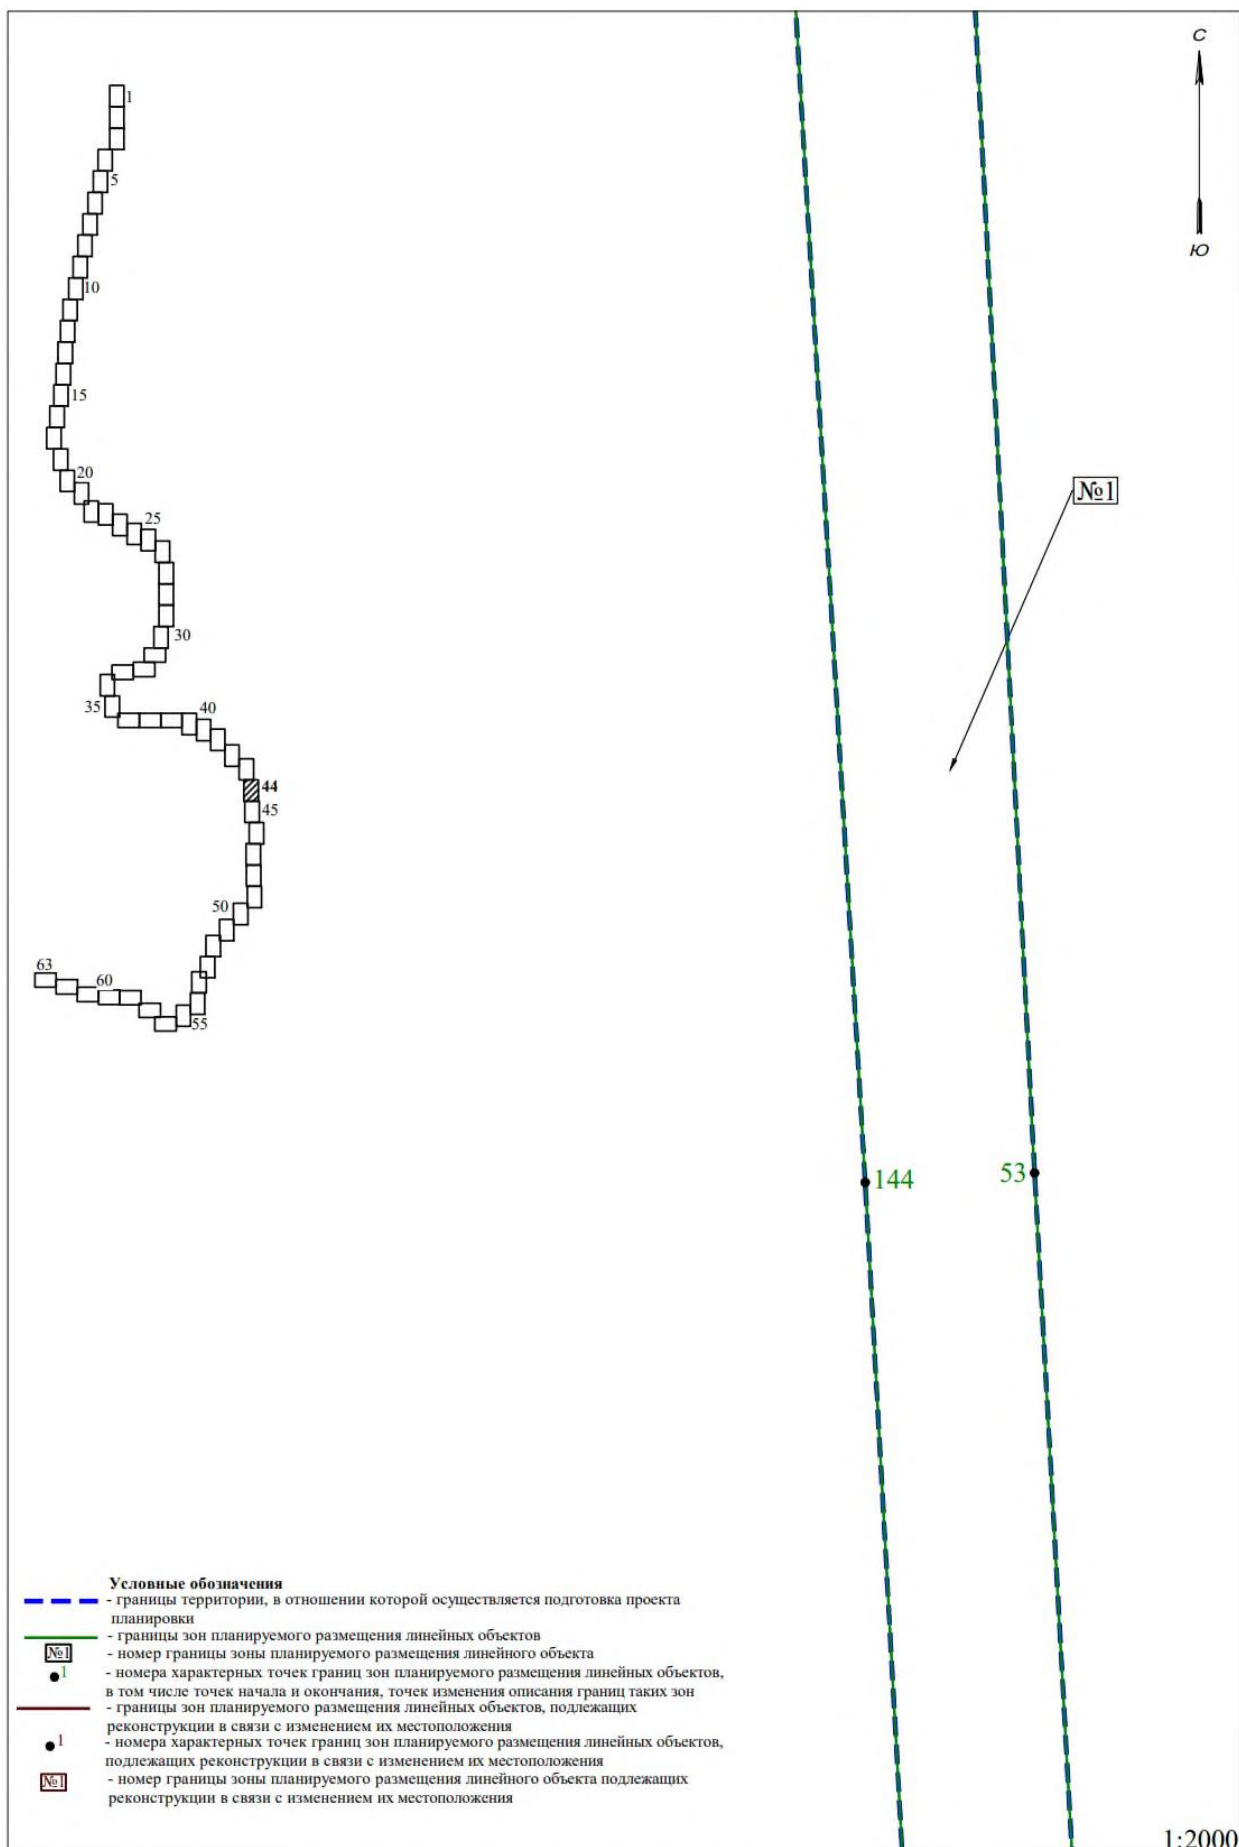 С
Ю
1
5
10
15
20
25
30
35
40
44
45
50
63
60
55
№1
144
53
Условные обозначения
- границы территории, в отношении которой осуществляется подготовка проекта
планировки
- границы зон планируемого размещения линейных объектов
№1 - номер границы зоны планируемого размещения линейного объекта
1 - номера характерных точек границ зон планируемого размещения линейных объектов,
в том числе точек начала и окончания, точек изменения описания границ таких зон
- границы зон планируемого размещения линейных объектов, подлежащих
реконструкции в связи с изменением их местоположения
1 - номера характерных точек границ зон планируемого размещения линейных объектов,
подлежащих реконструкции в связи с изменением их местоположения
№1 - номер границы зоны планируемого размещения линейного объекта подлежащих
реконструкции в связи с изменением их местоположения
1:2000